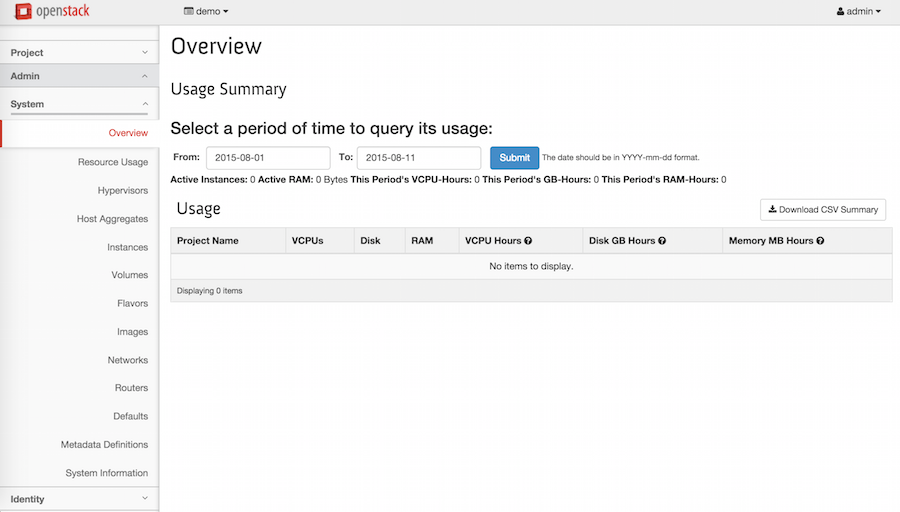 openstack
demo
admin
Project
Admin
System
Overview
Resource Usage
Hypervisors
Host Aggregates
Instances
Volumes
Flavors
Images
Networks
Routers
Defaults
Metadata Definitions
System Information
Identity
Overview
Usage Summary
Select a period of time to query its usage:
From: 2015-08-01 To: 2015-08-11 Submit The date should be in YYYY-mm-dd format.
Active Instances: 0 Active RAM: 0 Bytes This Period's VCPU-Hours: 0 This Period's GB-Hours: 0 This Period's RAM-Hours: 0
Usage
Download CSV Summary
Project Name VCPUs Disk RAM VCPU Hours Disk GB Hours Memory MB Hours
No items to display.
Displaying 0 items